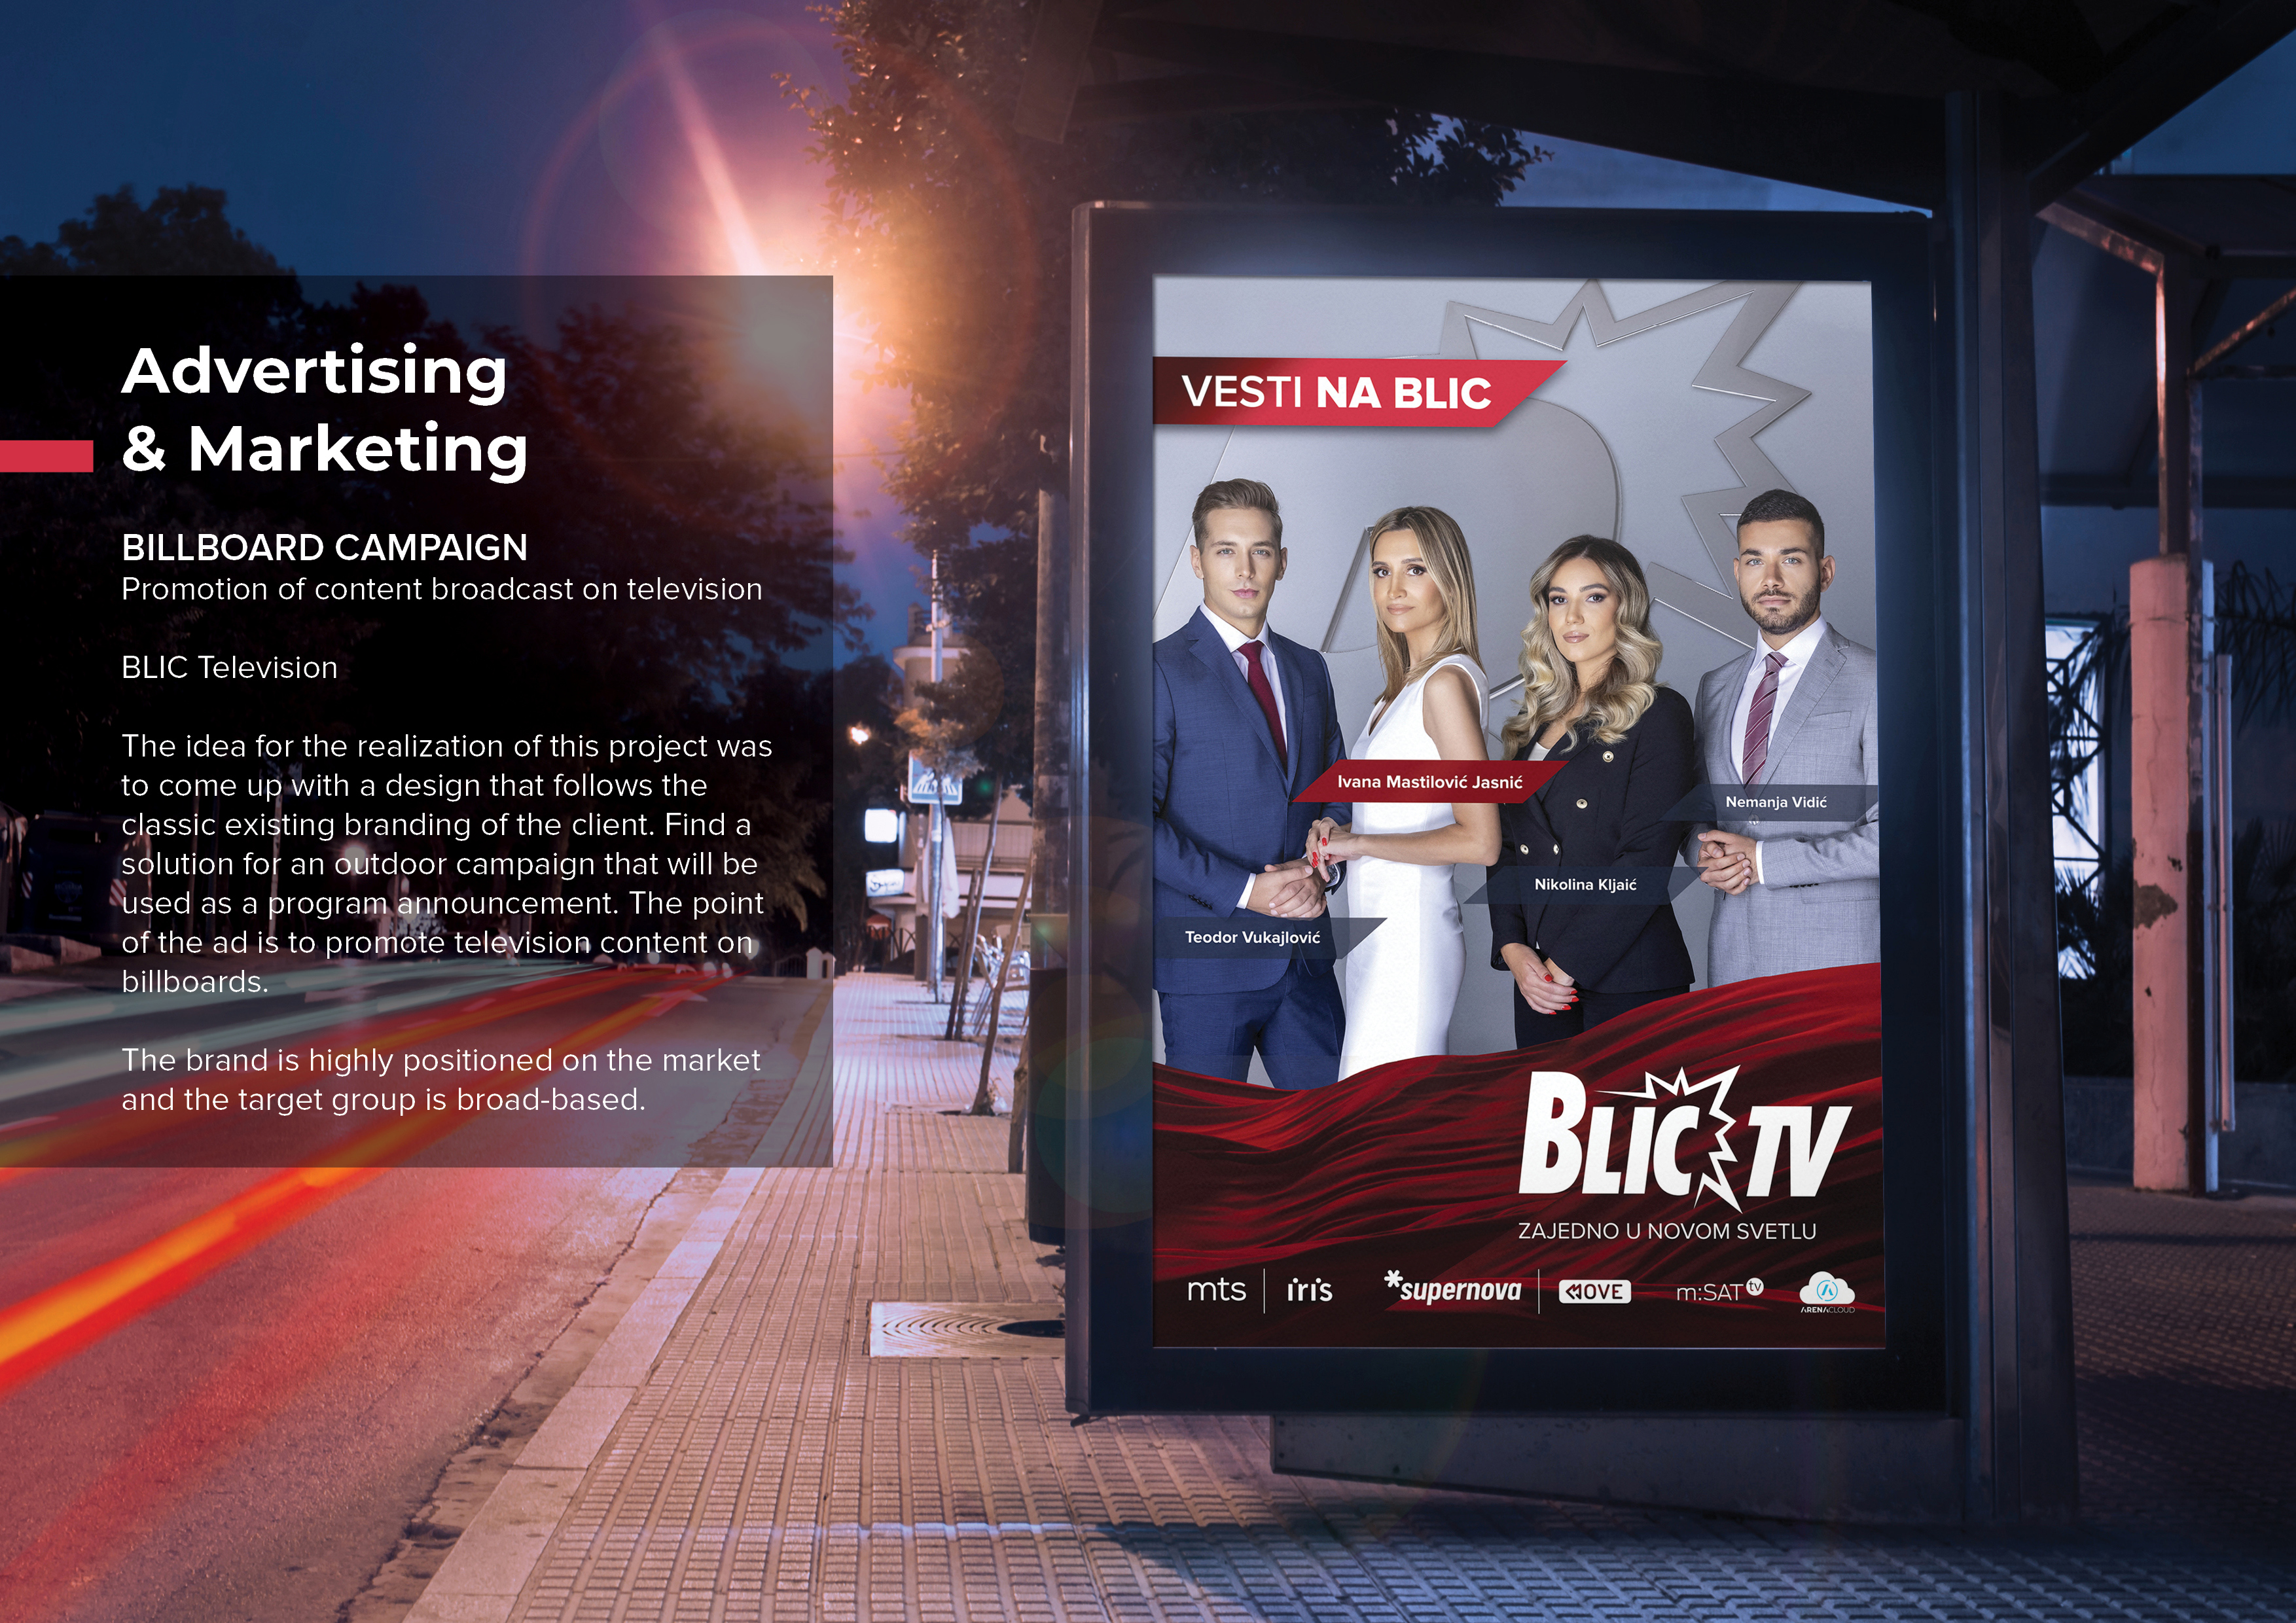 Advertising
& Marketing
BILLBOARD CAMPAIGN
Promotion of content broadcast on television
BLIC Television
The idea for the realization of this project was
to come up with a design that follows the
classic existing branding of the client. Find a
solution for an outdoor campaign that will be
used as a program announcement. The point
of the ad is to promote television content on
billboards.
The brand is highly positioned on the market
and the target group is broad-based.
VESTI NA BLIC
Ivana Mastilović Jasnić
Nemanja Vidić
Nikolina Kljaić
Teodor Vukajlović
BLIC TV
ZAJEDNO U NOVOM SVETLU
mts iris *supernova MOVE m:SAT tv ARENACLOUD